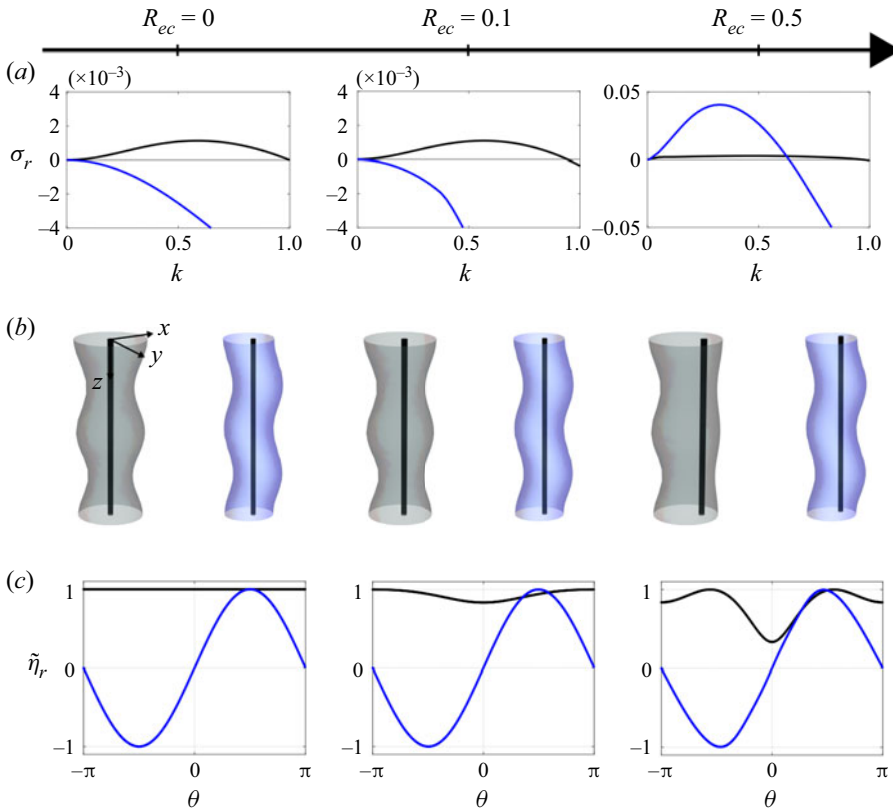 R_ec = 0 R_ec = 0.1 R_ec = 0.5
(a) (×10⁻³) (×10⁻³)
4 4 0.05
2 2
σ_r 0 0 0
−2 −2
−4 −4 −0.05
0 0.5 1.0 0 0.5 1.0 0 0.5 1.0
k k k
(b)
x
y
z
(c)
1 1 1
η̃_r 0 0 0
−1 −1 −1
−π 0 π −π 0 π −π 0 π
θ θ θ